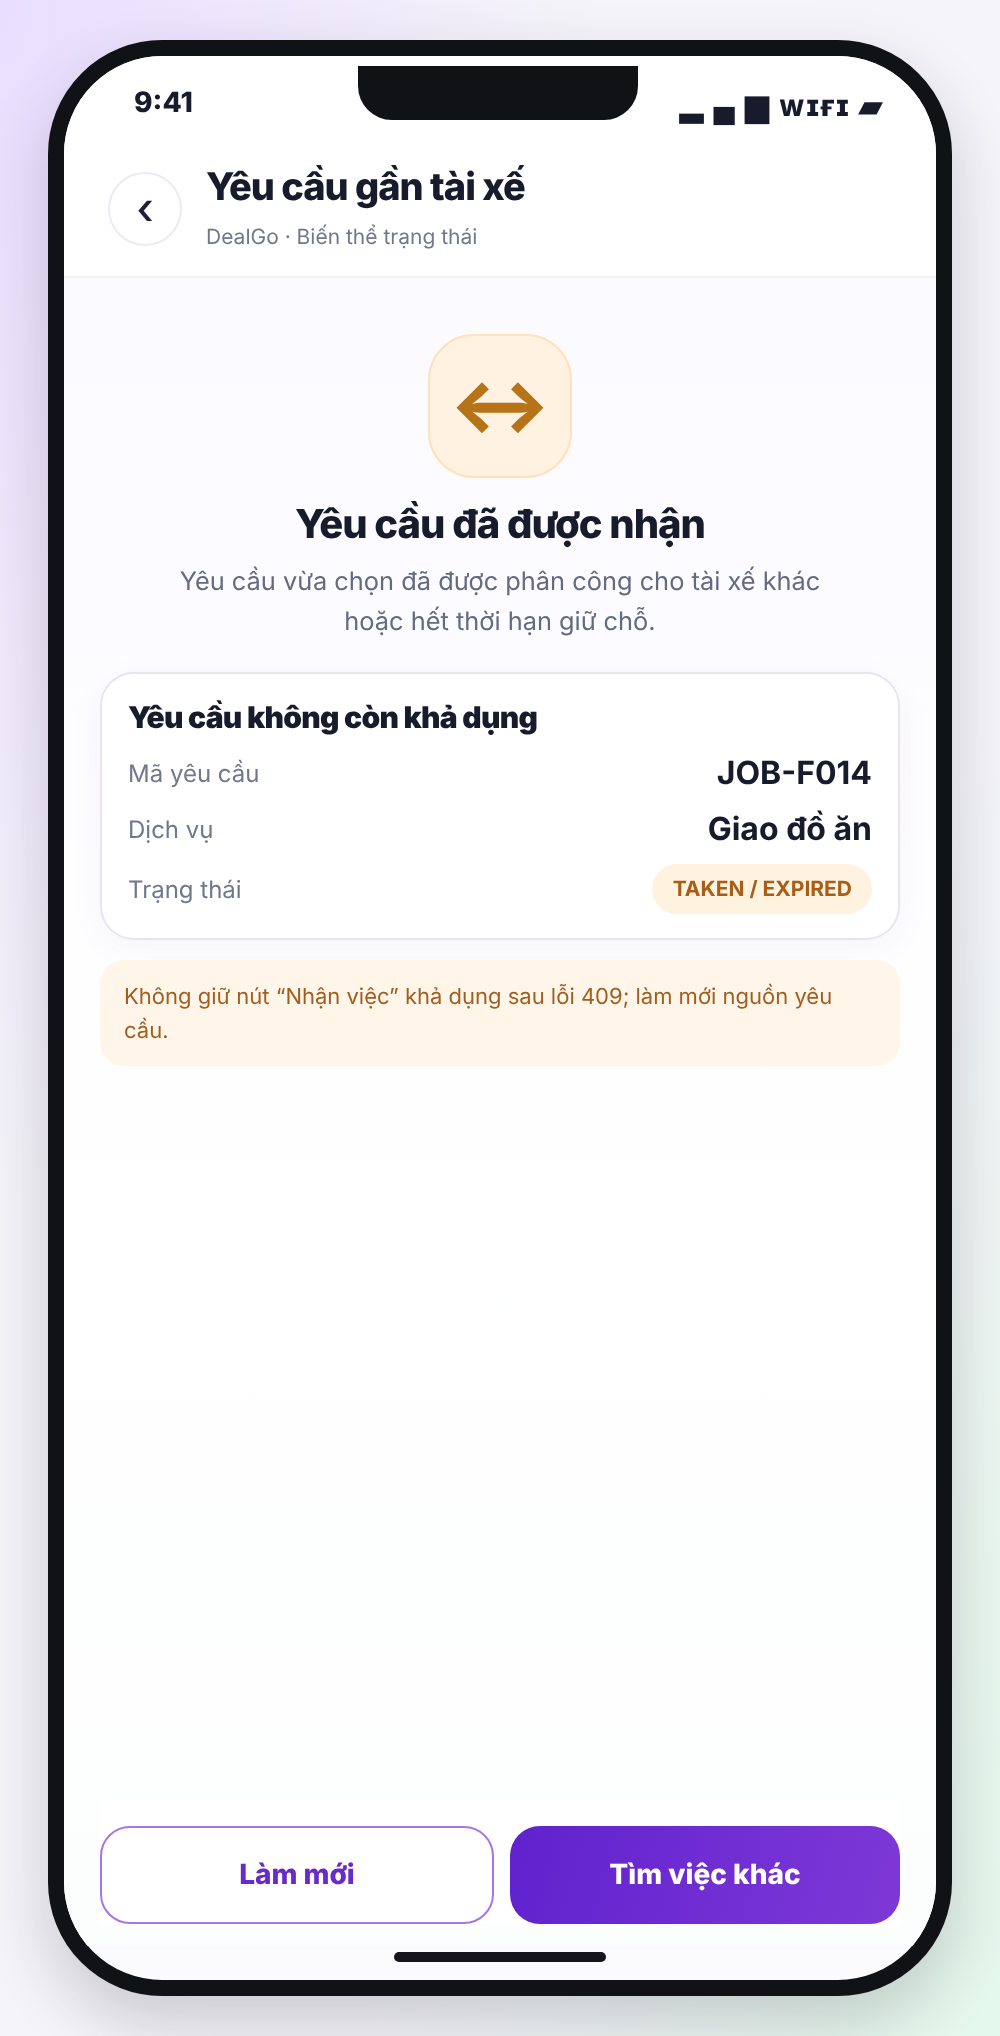 9:41
WIFI
Yêu cầu gần tài xế
DealGo · Biến thể trạng thái
Yêu cầu đã được nhận
Yêu cầu vừa chọn đã được phân công cho tài xế khác
hoặc hết thời hạn giữ chỗ.
Yêu cầu không còn khả dụng
Mã yêu cầu JOB-F014
Dịch vụ Giao đồ ăn
Trạng thái TAKEN / EXPIRED
Không giữ nút “Nhận việc” khả dụng sau lỗi 409; làm mới nguồn yêu
cầu.
Làm mới
Tìm việc khác